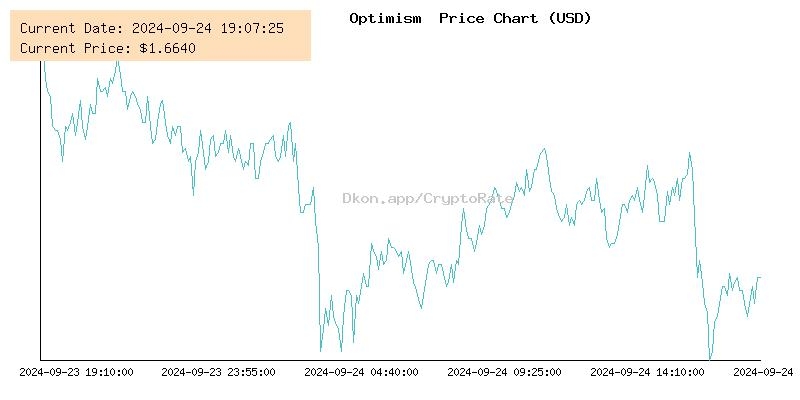 Optimism  Price Chart (USD)
Current Date: 2024-09-24 19:07:25
Current Price: $1.6640
Dkon.app/CryptoRate
2024-09-23 19:10:00 2024-09-23 23:55:00 2024-09-24 04:40:00 2024-09-24 09:25:00 2024-09-24 14:10:00 2024-09-24